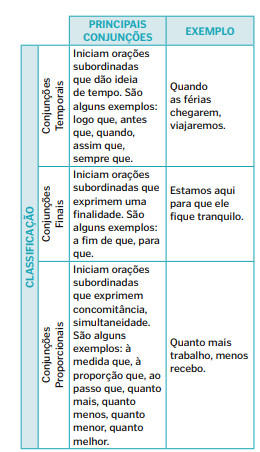 PRINCIPAIS
CONJUNÇÕES
EXEMPLO
CLASSIFICAÇÃO
Conjunções
Temporais
Iniciam orações
subordinadas
que dão ideia
de tempo. São
alguns exemplos:
logo que, antes
que, quando,
assim que,
sempre que.
Quando
as férias
chegarem,
viajaremos.
Conjunções
Finais
Iniciam orações
subordinadas que
exprimem uma
finalidade. São
alguns exemplos:
a fim de que, para
que.
Estamos aqui
para que ele
fique tranquilo.
Conjunções
Proporcionais
Iniciam orações
subordinadas
que exprimem
concomitância,
simultaneidade.
São alguns
exemplos: à
medida que, à
proporção que, ao
passo que, quanto
mais, quanto
menos, quanto
menor, quanto
melhor.
Quanto mais
trabalho, menos
recebo.